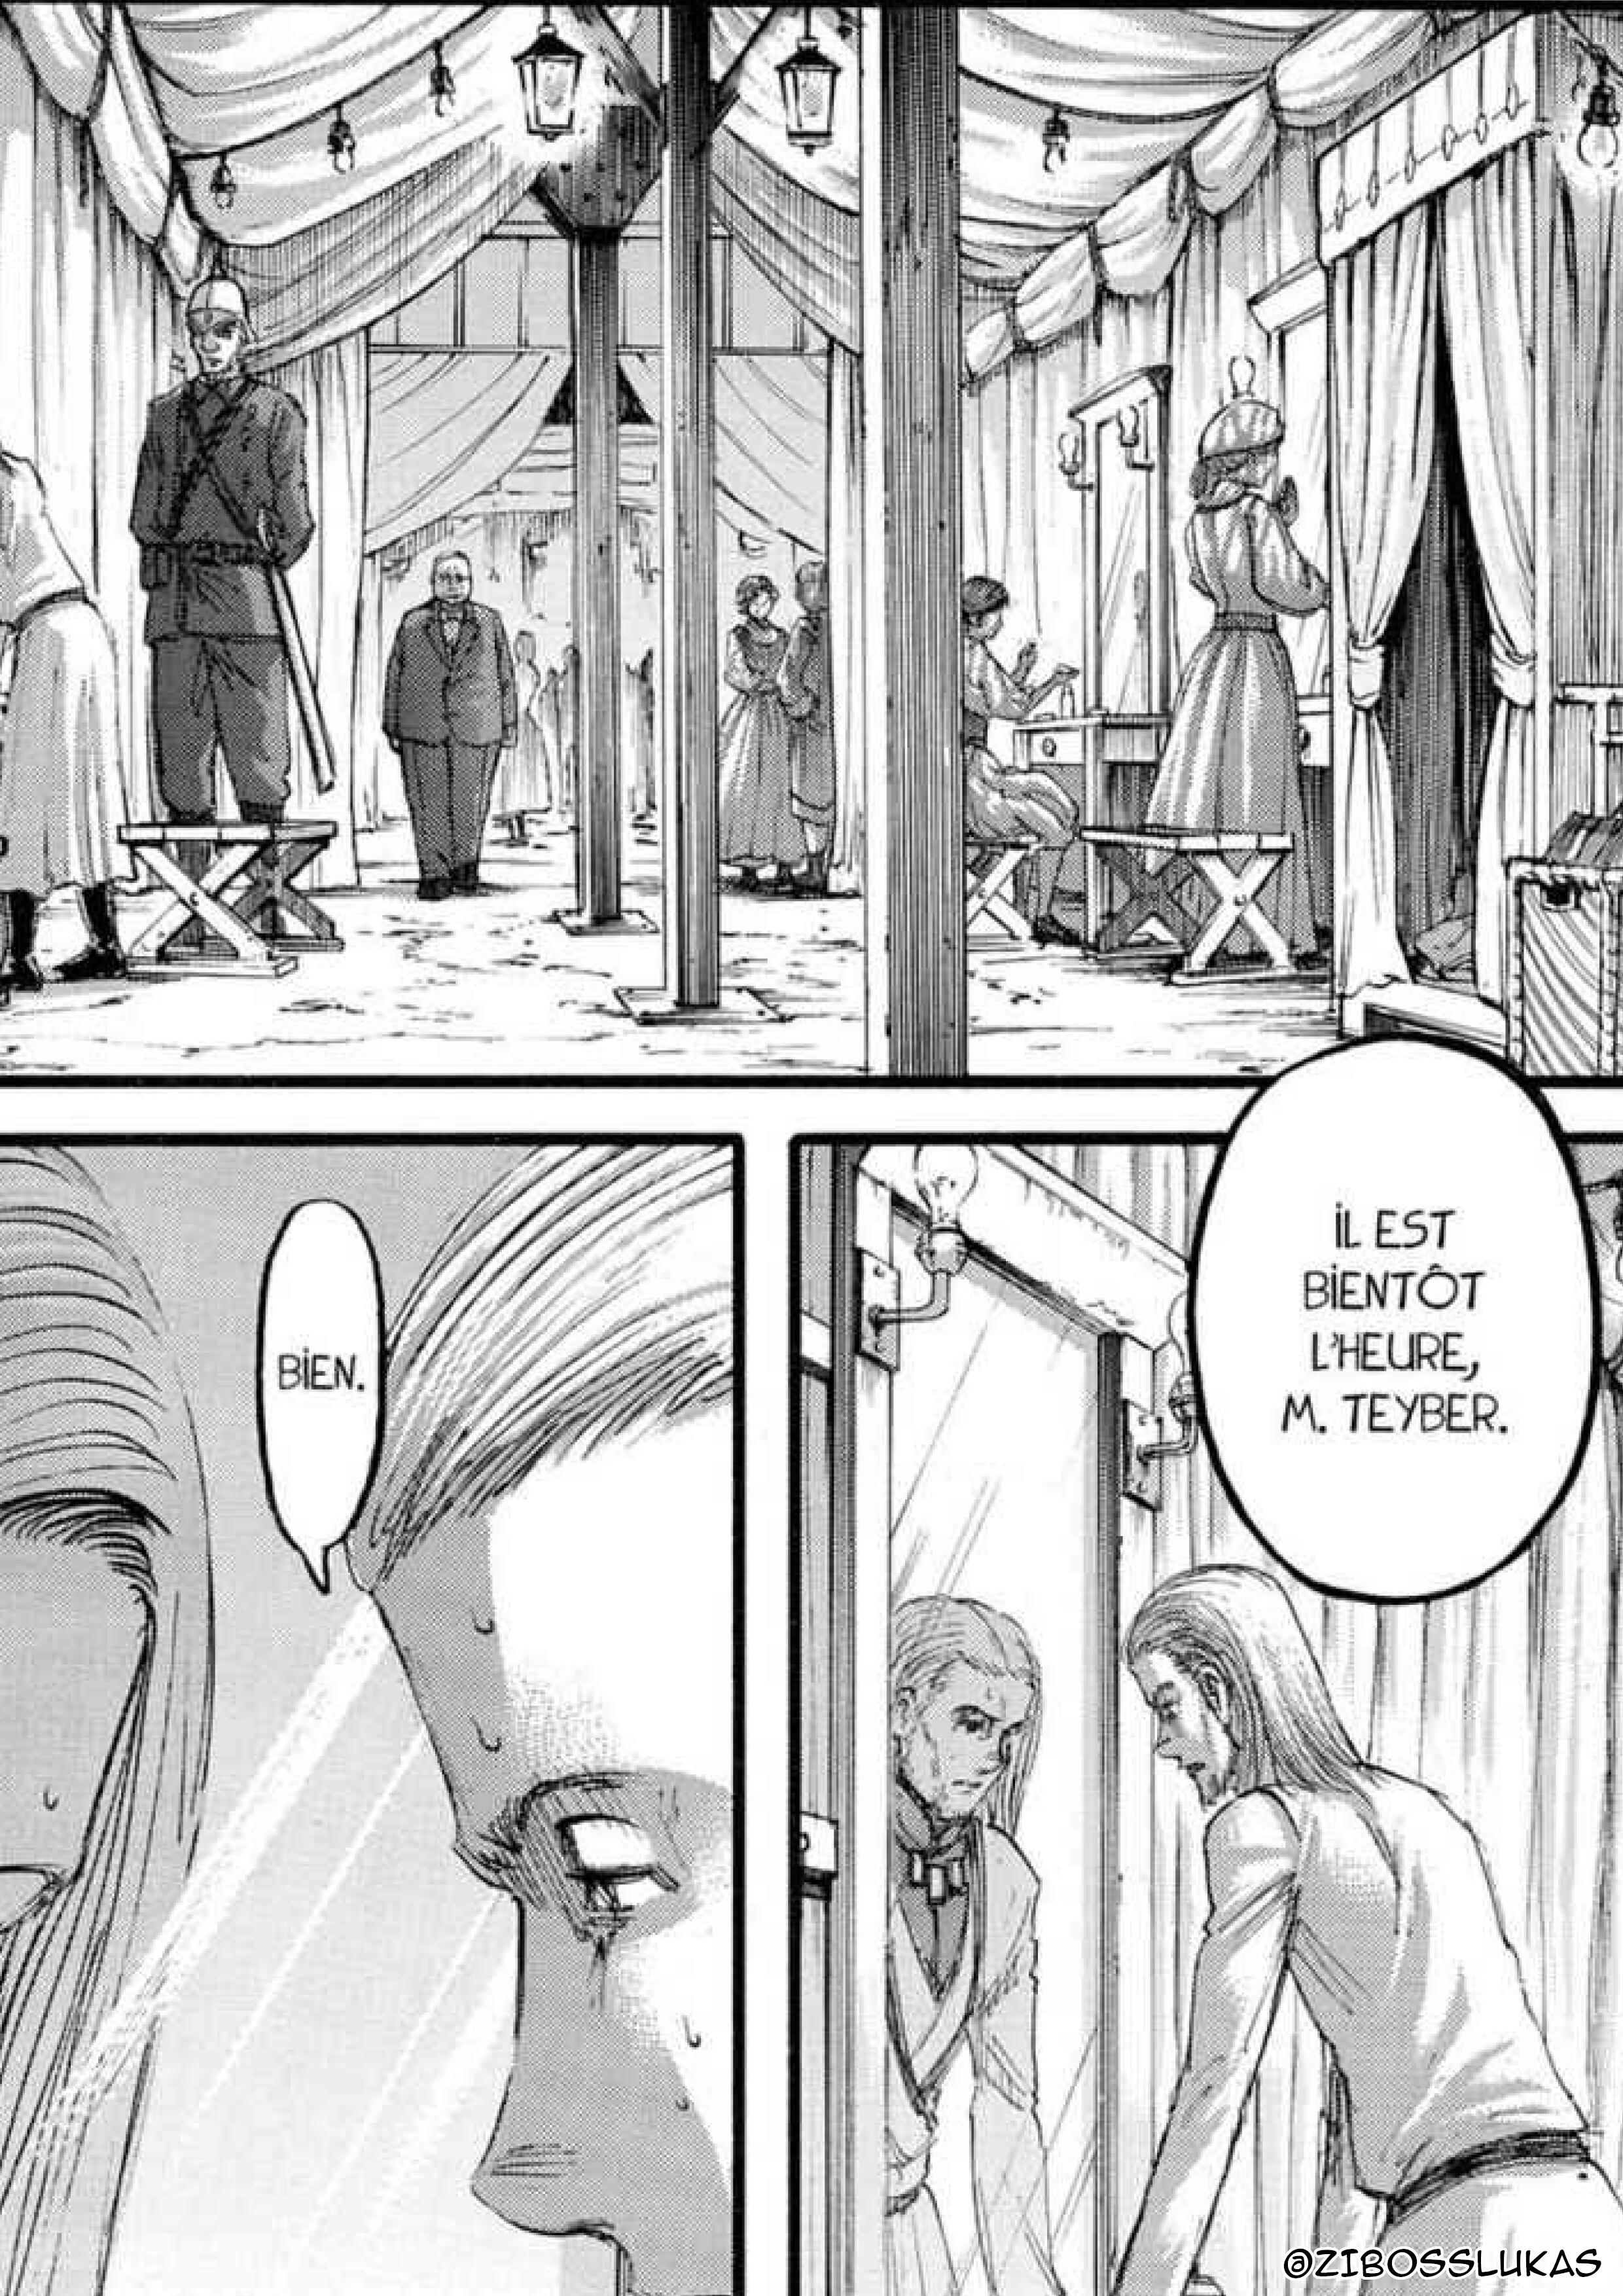 IL EST
BIENTÔT
L'HEURE,
M. TEYBER.
BIEN.
@ZIBOSSLUKAS